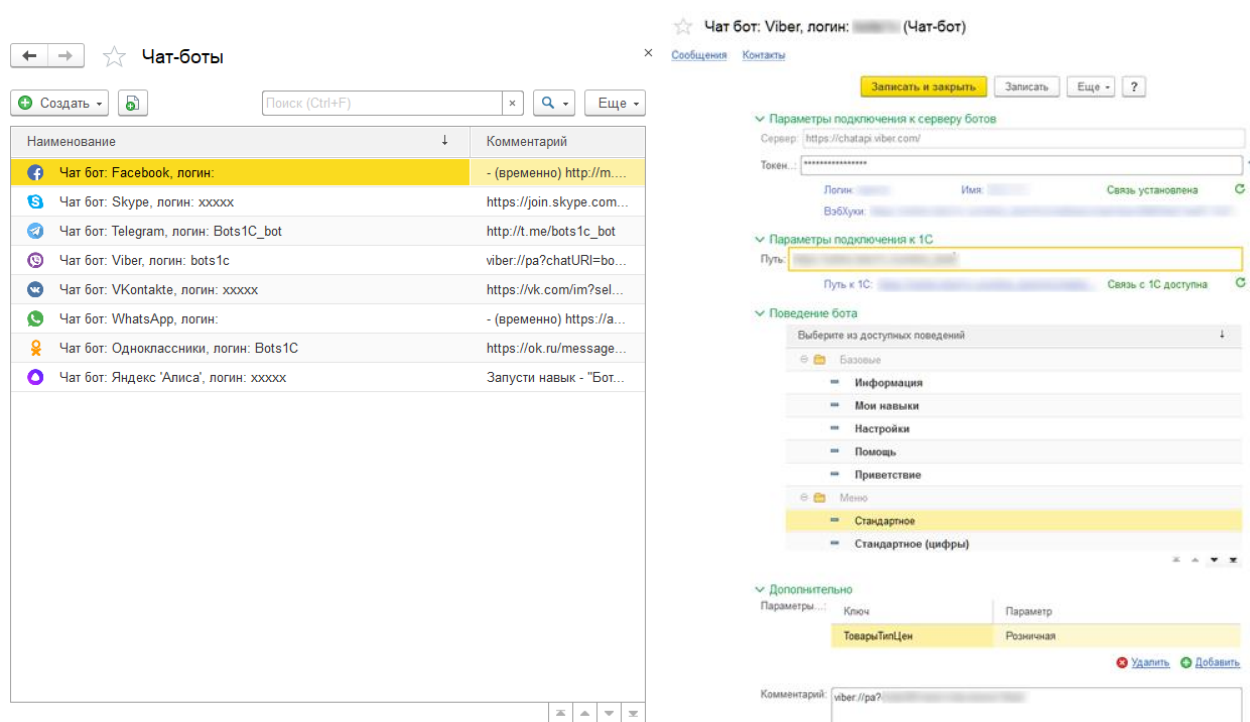 Чат-боты
×
Создать
Поиск (Ctrl+F)
×
Еще
Наименование ↓ Комментарий
Чат бот: Facebook, логин: - (временно) http://m....
Чат бот: Skype, логин: xxxxx https://join.skype.com...
Чат бот: Telegram, логин: Bots1C_bot http://t.me/bots1c_bot
Чат бот: Viber, логин: bots1c viber://pa?chatURI=bo...
Чат бот: VKontakte, логин: xxxxx https://vk.com/im?sel...
Чат бот: WhatsApp, логин: - (временно) https://a...
Чат бот: Одноклассники, логин: Bots1C https://ok.ru/message...
Чат бот: Яндекс 'Алиса', логин: xxxxx Запусти навык - "Бот...
Чат бот: Viber, логин: (Чат-бот)
Сообщения Контакты
Записать и закрыть Записать Еще ?
Параметры подключения к серверу ботов
Сервер: https://chatapi.viber.com/
Токен...: ****************
Логин: Имя: Связь установлена
ВэбХуки:
Параметры подключения к 1С
Путь:
Путь к 1С: Связь с 1С доступна
Поведение бота
Выберите из доступных поведений ↓
Базовые
Информация
Мои навыки
Настройки
Помощь
Приветствие
Меню
Стандартное
Стандартное (цифры)
Дополнительно
Параметры...: Ключ Параметр
ТоварыТипЦен Розничная
Удалить Добавить
Комментарий: viber://pa?